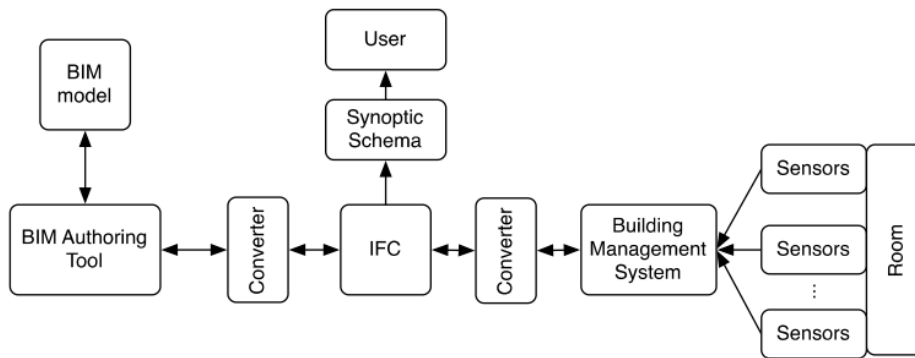 User
BIM
model
Synoptic
Schema
Sensors
BIM Authoring
Tool
Converter
IFC
Converter
Building
Management
System
Sensors
...
Sensors
Room